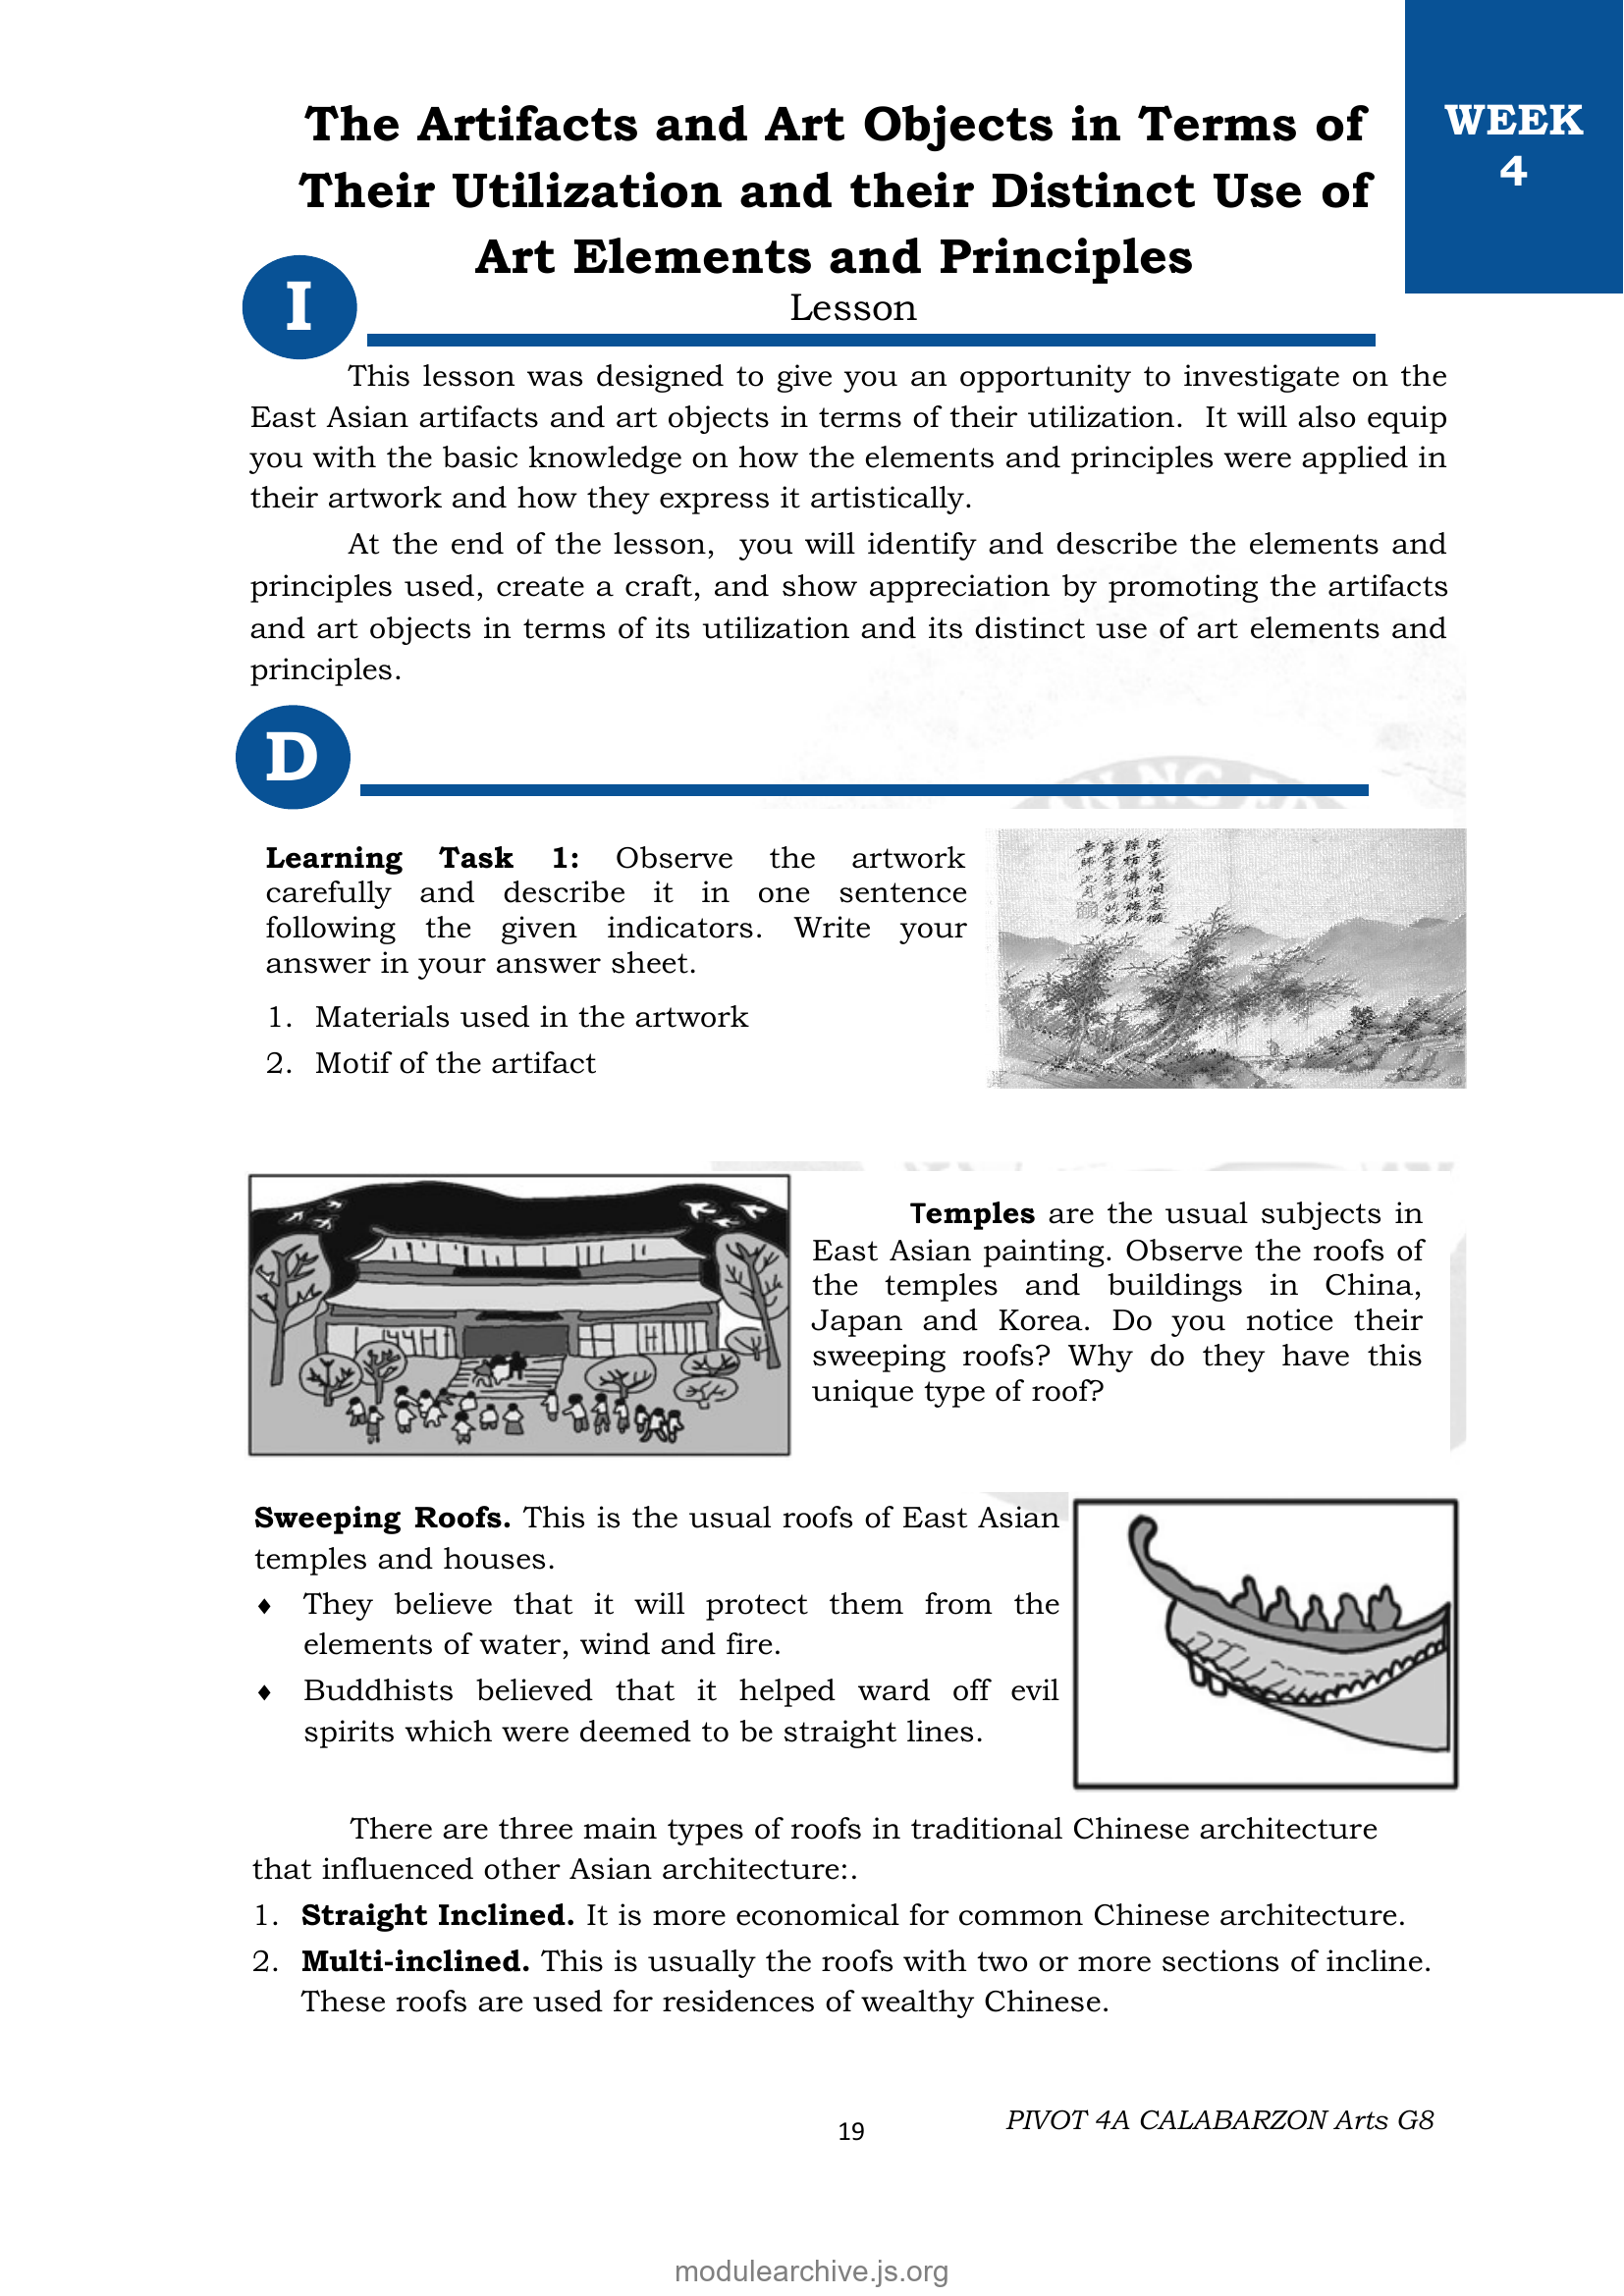 WEEK
4
The Artifacts and Art Objects in Terms of
Their Utilization and their Distinct Use of
Art Elements and Principles
I
Lesson
This lesson was designed to give you an opportunity to investigate on the
East Asian artifacts and art objects in terms of their utilization. It will also equip
you with the basic knowledge on how the elements and principles were applied in
their artwork and how they express it artistically.
At the end of the lesson, you will identify and describe the elements and
principles used, create a craft, and show appreciation by promoting the artifacts
and art objects in terms of its utilization and its distinct use of art elements and
principles.
D
Learning Task 1: Observe the artwork
carefully and describe it in one sentence
following the given indicators. Write your
answer in your answer sheet.
1. Materials used in the artwork
2. Motif of the artifact
Temples are the usual subjects in
East Asian painting. Observe the roofs of
the temples and buildings in China,
Japan and Korea. Do you notice their
sweeping roofs? Why do they have this
unique type of roof?
Sweeping Roofs. This is the usual roofs of East Asian
temples and houses.
♦ They believe that it will protect them from the
elements of water, wind and fire.
♦ Buddhists believed that it helped ward off evil
spirits which were deemed to be straight lines.
There are three main types of roofs in traditional Chinese architecture
that influenced other Asian architecture:.
1. Straight Inclined. It is more economical for common Chinese architecture.
2. Multi-inclined. This is usually the roofs with two or more sections of incline.
These roofs are used for residences of wealthy Chinese.
19
PIVOT 4A CALABARZON Arts G8
modulearchive.js.org